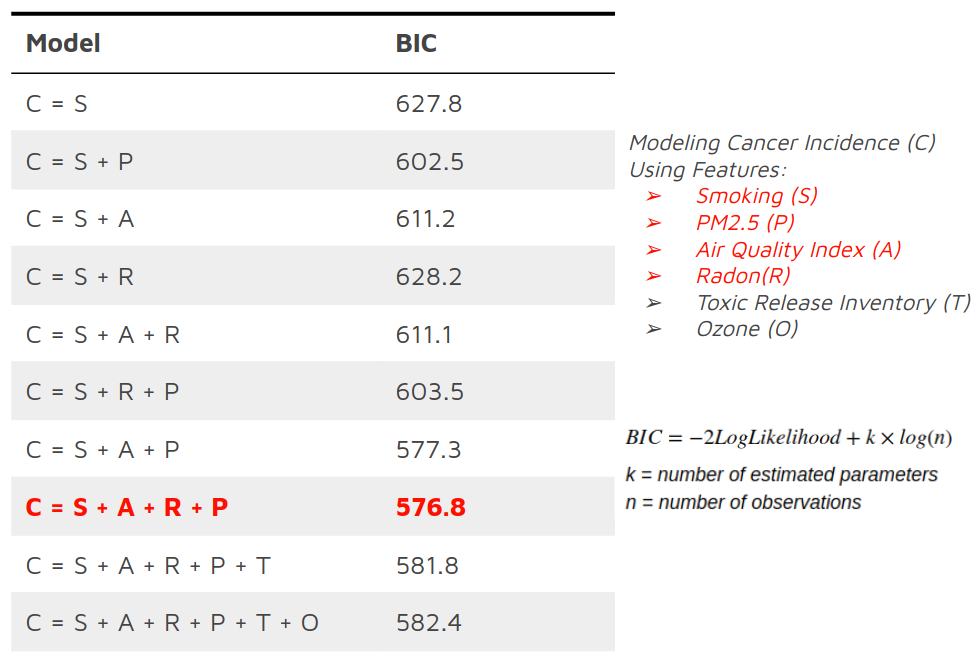 Model BIC
C = S 627.8
C = S + P 602.5
C = S + A 611.2
C = S + R 628.2
C = S + A + R 611.1
C = S + R + P 603.5
C = S + A + P 577.3
C = S + A + R + P 576.8
C = S + A + R + P + T 581.8
C = S + A + R + P + T + O 582.4
Modeling Cancer Incidence (C)
Using Features:
➢ Smoking (S)
➢ PM2.5 (P)
➢ Air Quality Index (A)
➢ Radon(R)
➢ Toxic Release Inventory (T)
➢ Ozone (O)
BIC = −2LogLikelihood + k × log(n)
k = number of estimated parameters
n = number of observations